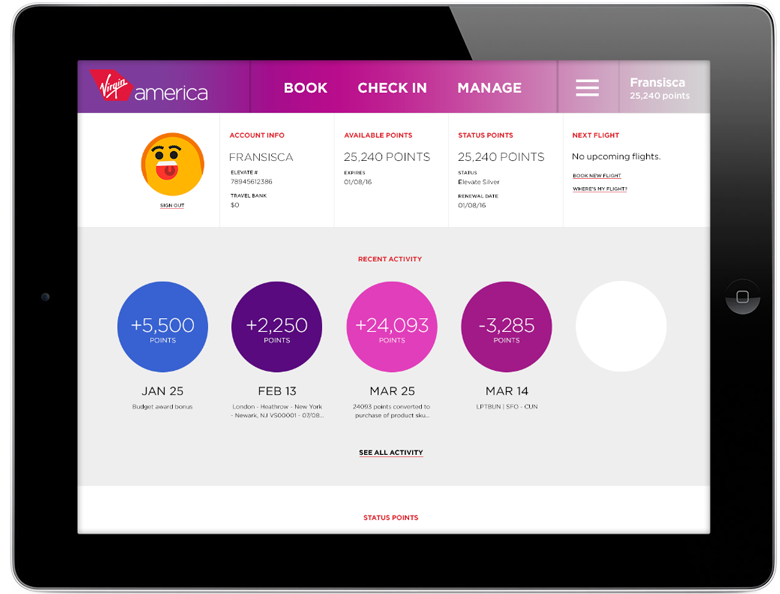 Virgin america
BOOK
CHECK IN
MANAGE
Fransisca
25,240 points
SIGN OUT
ACCOUNT INFO
FRANSISCA
ELEVATE #
78945612386
TRAVEL BANK
$0
AVAILABLE POINTS
25,240 POINTS
EXPIRES
01/08/16
STATUS POINTS
25,240 POINTS
STATUS
Elevate Silver
RENEWAL DATE
01/08/16
NEXT FLIGHT
No upcoming flights.
BOOK NEW FLIGHT
WHERE'S MY FLIGHT?
RECENT ACTIVITY
+5,500
POINTS
JAN 25
Budget award bonus
+2,250
POINTS
FEB 13
London - Heathrow - New York
- Newark, NJ VS00001 - 07/08...
+24,093
POINTS
MAR 25
24093 points converted to
purchase of product sku...
-3,285
POINTS
MAR 14
LPTBUN | SFO - CUN
SEE ALL ACTIVITY
STATUS POINTS